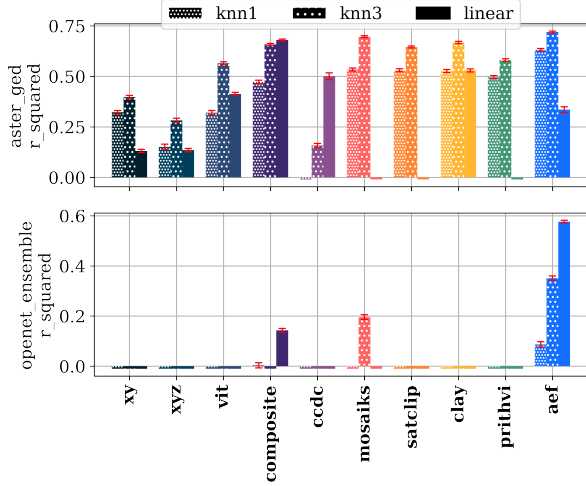 knn1 knn3 linear
aster_ged
r_squared
0.75
0.50
0.25
0.00
openet_ensemble
r_squared
0.6
0.4
0.2
0.0
xy
xyz
vit
composite
ccdc
mosaiks
satclip
clay
prithvi
aef